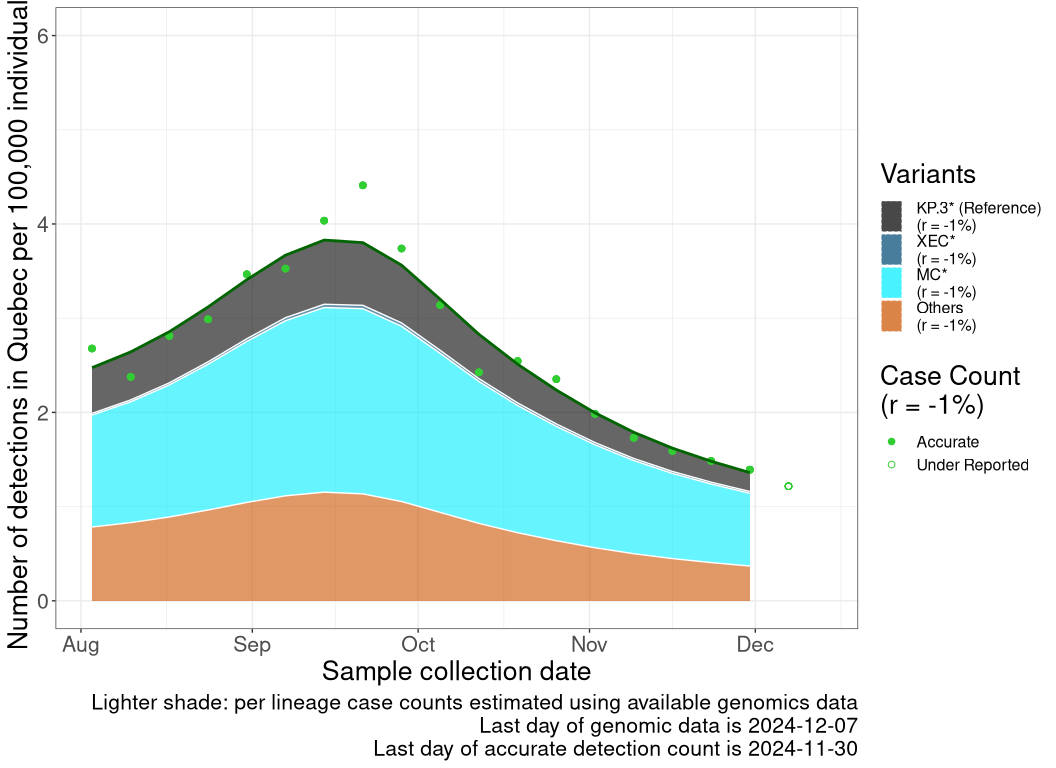 Number of detections in Quebec per 100,000 individual
6
4
2
0
Aug Sep Oct Nov Dec
Sample collection date
Lighter shade: per lineage case counts estimated using available genomics data
Last day of genomic data is 2024-12-07
Last day of accurate detection count is 2024-11-30
Variants
KP.3* (Reference)
(r = -1%)
XEC*
(r = -1%)
MC*
(r = -1%)
Others
(r = -1%)
Case Count
(r = -1%)
Accurate
Under Reported